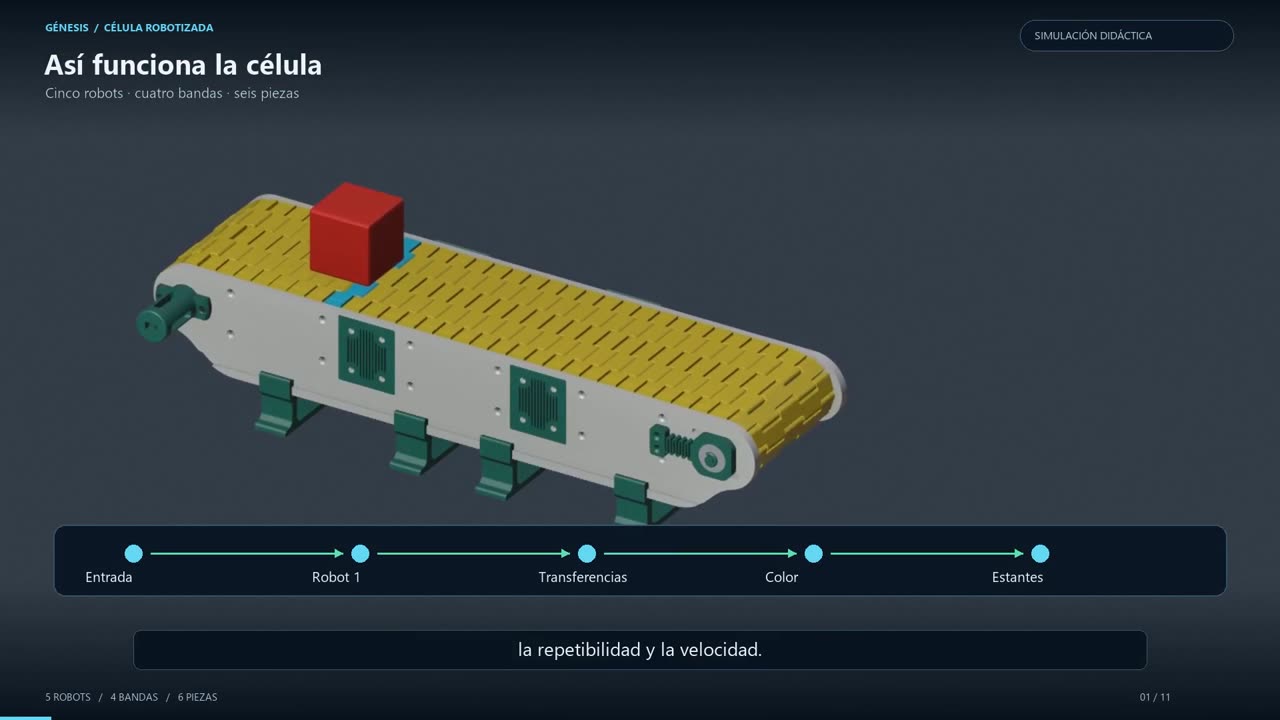 GÉNESIS / CÉLULA ROBOTIZADA
SIMULACIÓN DIDÁCTICA
Así funciona la célula
Cinco robots · cuatro bandas · seis piezas
Entrada
Robot 1
Transferencias
Color
Estantes
la repetibilidad y la velocidad.
5 ROBOTS / 4 BANDAS / 6 PIEZAS
01 / 11